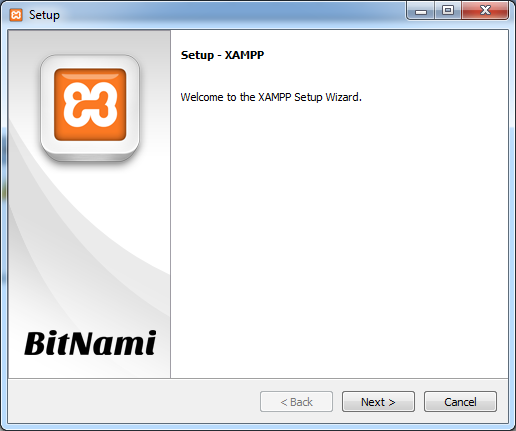 Setup
Setup - XAMPP
Welcome to the XAMPP Setup Wizard.
BitNami
< Back
Next >
Cancel